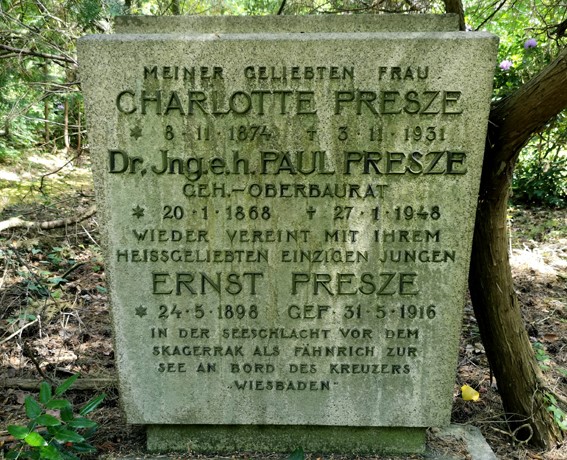 MEINER GELIEBTEN FRAU
CHARLOTTE PRESZE
* 8·11·1874 † 3·11·1931
Dr. Jng.e.h. PAUL PRESZE
GEH.-OBERBAURAT
* 20·1·1868 † 27·1·1948
WIEDER VEREINT MIT IHREM
HEISSGELIEBTEN EINZIGEN JUNGEN
ERNST PRESZE
* 24·5·1898 GEF. 31·5·1916
IN DER SEESCHLACHT VOR DEM
SKAGERRAK ALS FÄHNRICH ZUR
SEE AN BORD DES KREUZERS
„WIESBADEN“